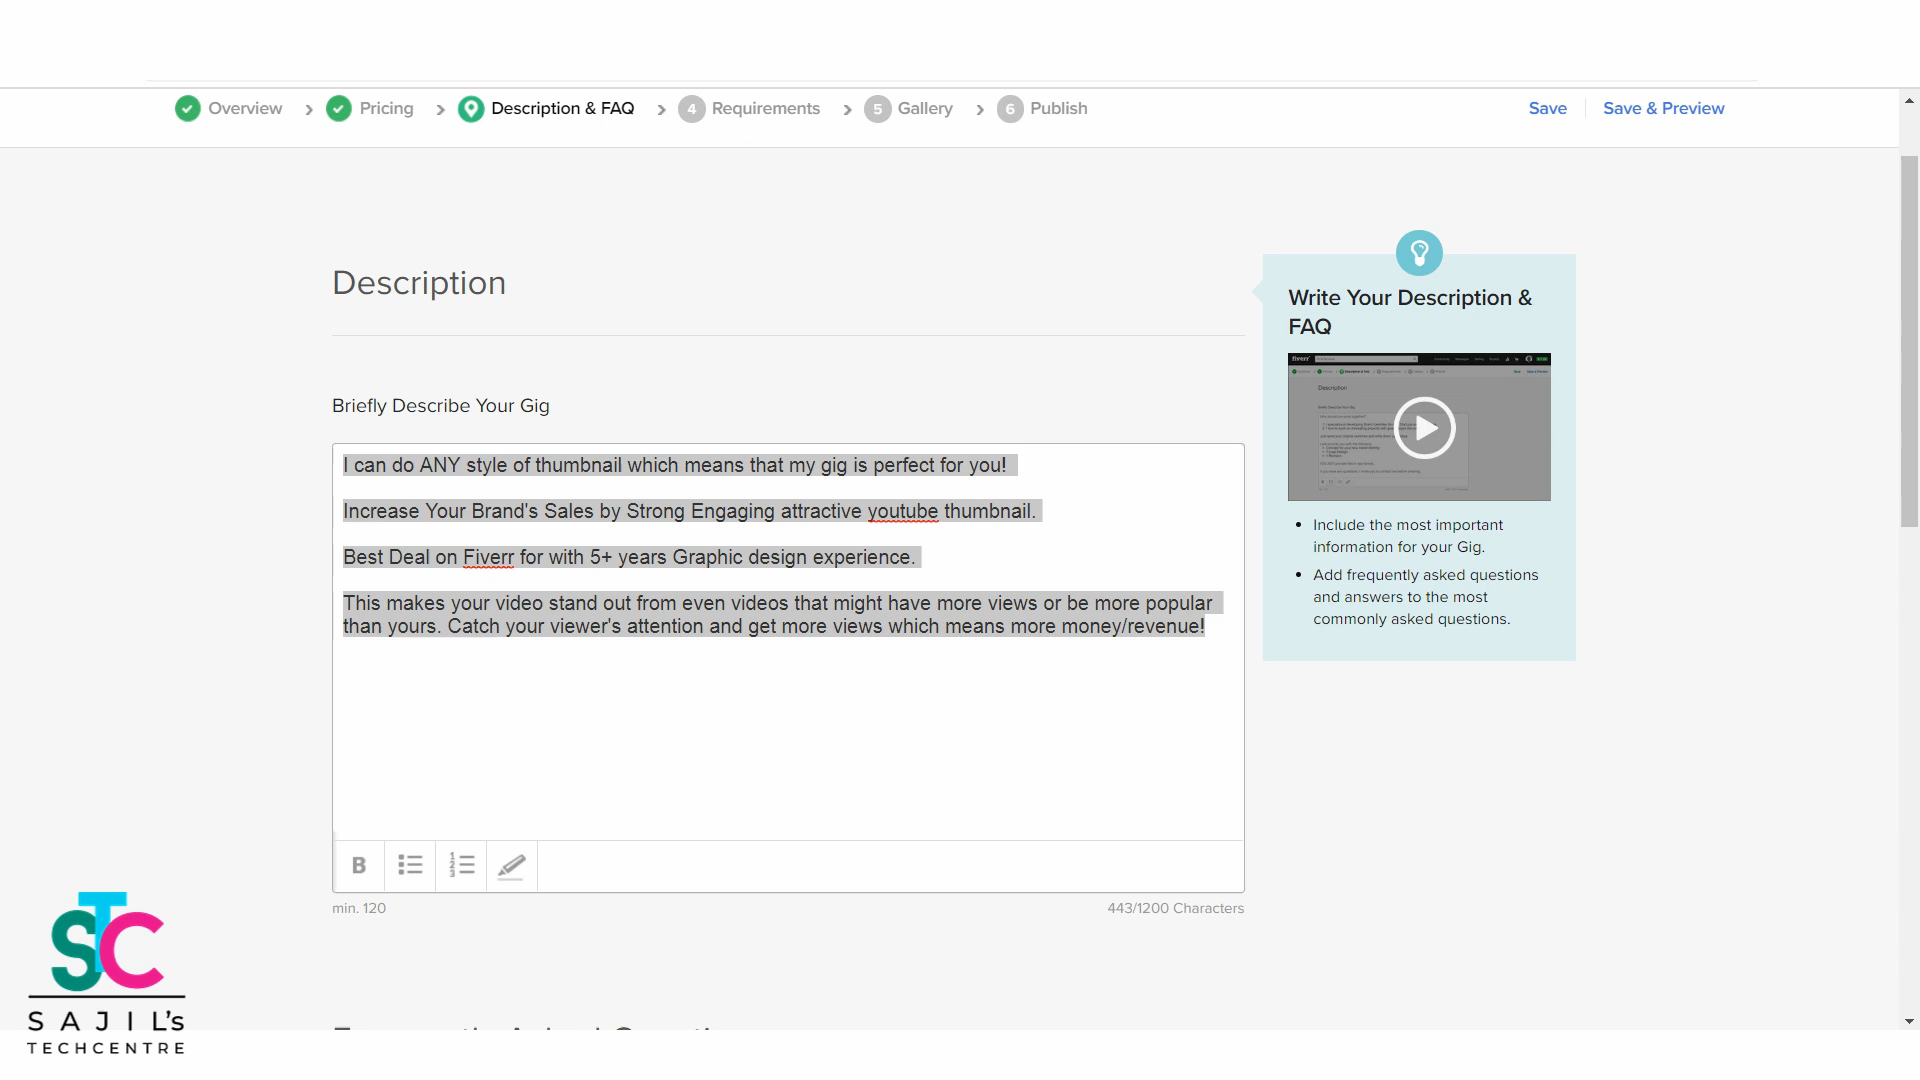 Overview > Pricing > Description & FAQ > 4 Requirements > 5 Gallery > 6 Publish
Save Save & Preview
Description
Briefly Describe Your Gig
I can do ANY style of thumbnail which means that my gig is perfect for you!
Increase Your Brand's Sales by Strong Engaging attractive youtube thumbnail.
Best Deal on Fiverr for with 5+ years Graphic design experience.
This makes your video stand out from even videos that might have more views or be more popular
than yours. Catch your viewer's attention and get more views which means more money/revenue!
B
min. 120
443/1200 Characters
Write Your Description &
FAQ
fiverr
Description
• Include the most important
information for your Gig.
• Add frequently asked questions
and answers to the most
commonly asked questions.
STC
SAJIL's
TECHCENTRE